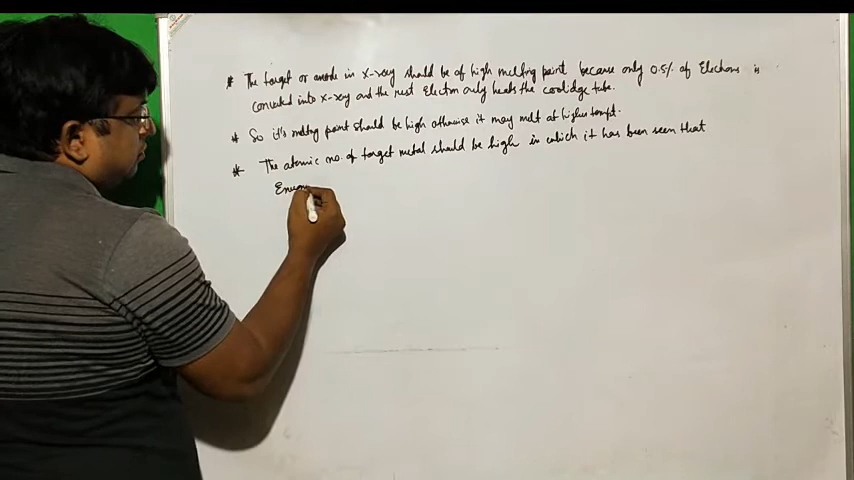 * The target or anode in X-ray should be of high melting point because only 0.5% of Electrons is
converted into X-ray and the rest Electron only heats the coolidge tube.
* So it's melting point should be high otherwise it may melt at higher tempt.
* The atomic no. of target metal should be high in which it has been seen that